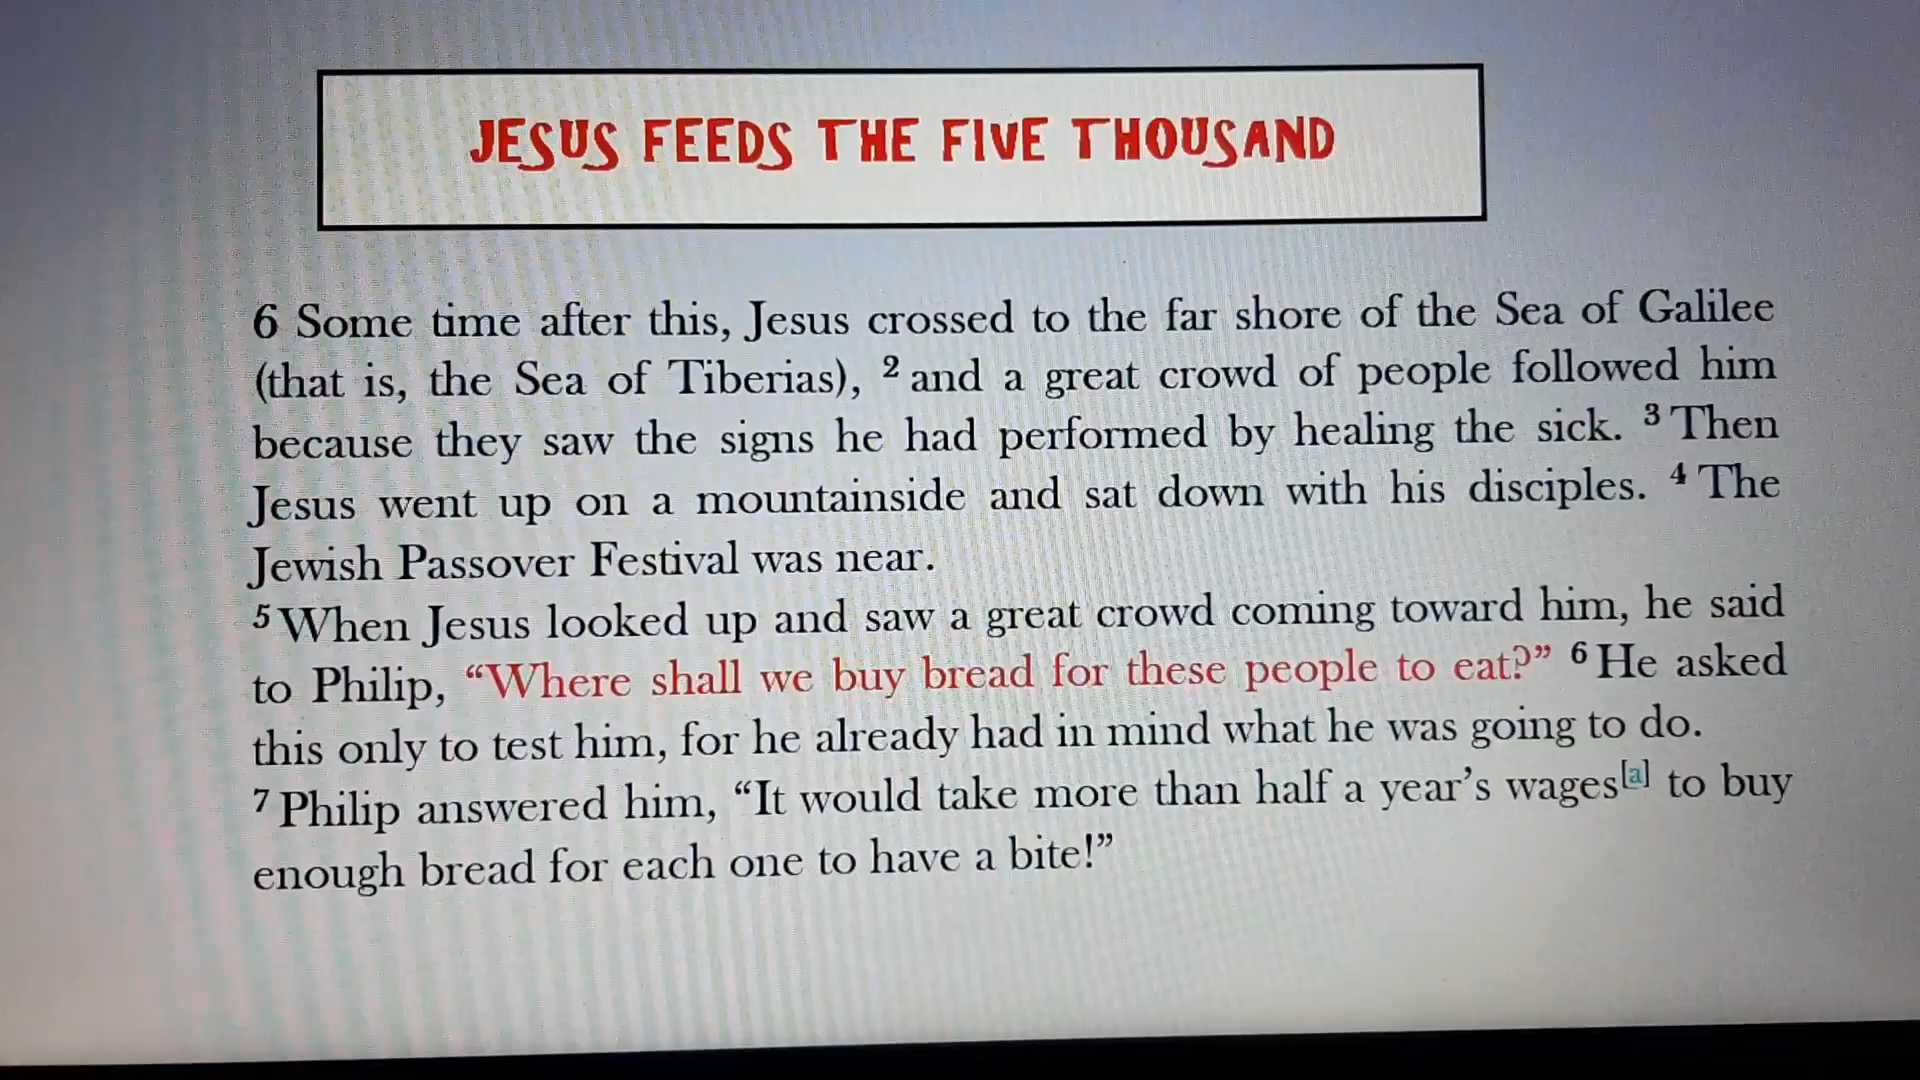 JESUS FEEDS THE FIVE THOUSAND
6 Some time after this, Jesus crossed to the far shore of the Sea of Galilee
(that is, the Sea of Tiberias), 2 and a great crowd of people followed him
because they saw the signs he had performed by healing the sick. 3 Then
Jesus went up on a mountainside and sat down with his disciples. 4 The
Jewish Passover Festival was near.
5 When Jesus looked up and saw a great crowd coming toward him, he said
to Philip, “Where shall we buy bread for these people to eat?” 6 He asked
this only to test him, for he already had in mind what he was going to do.
7 Philip answered him, “It would take more than half a year’s wages[a] to buy
enough bread for each one to have a bite!”